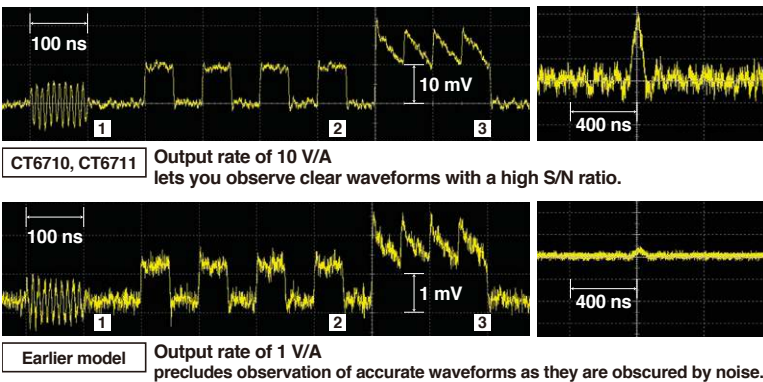 100 ns
10 mV
1
2
3
400 ns
CT6710, CT6711
Output rate of 10 V/A
lets you observe clear waveforms with a high S/N ratio.
100 ns
1 mV
1
2
3
400 ns
Earlier model
Output rate of 1 V/A
precludes observation of accurate waveforms as they are obscured by noise.